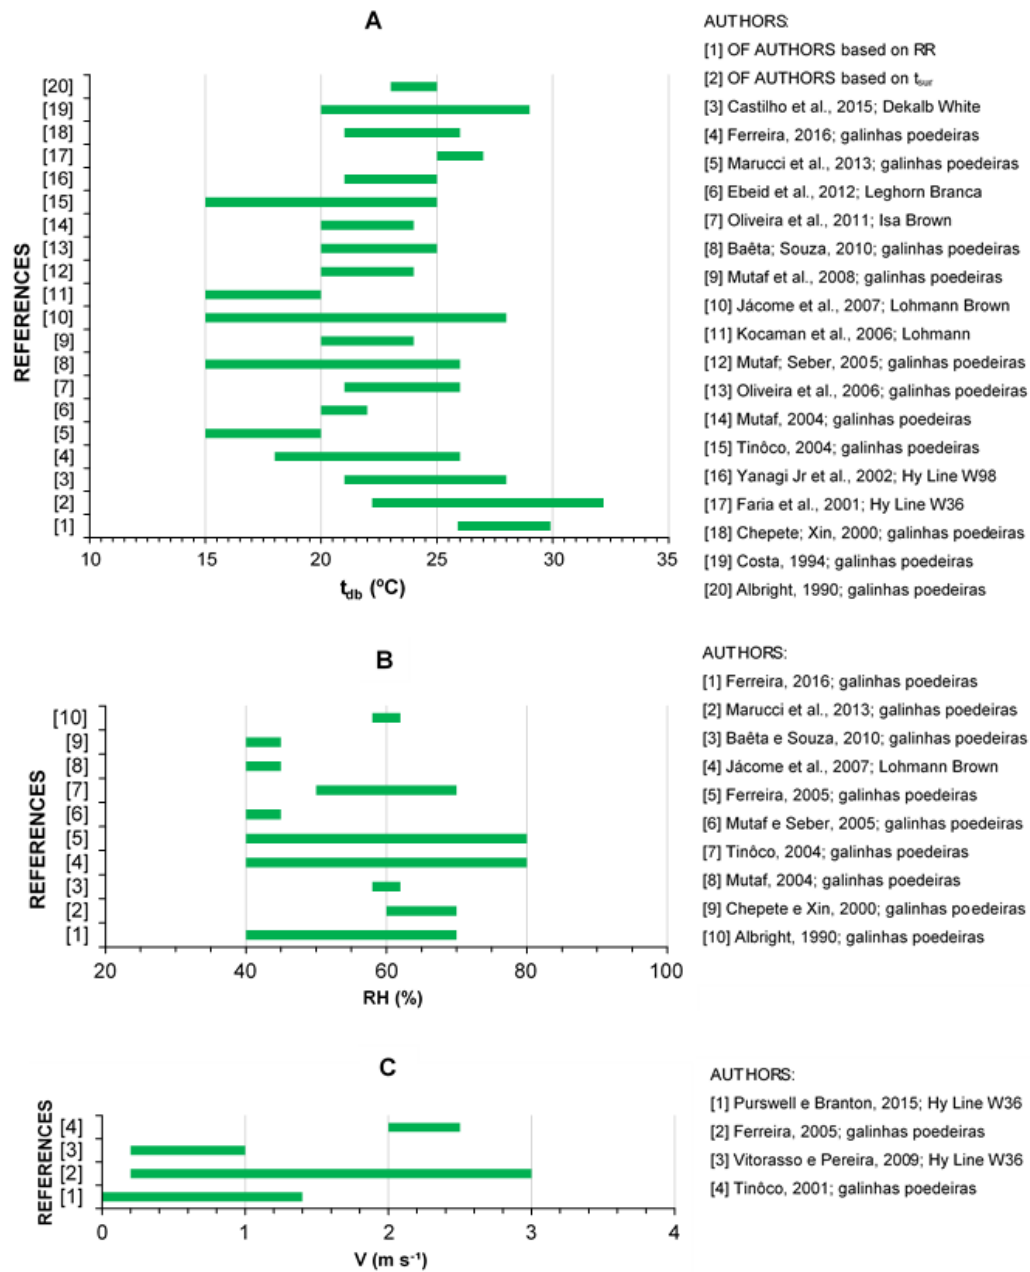 A
AUTHORS:
[1] OF AUTHORS based on RR
[2] OF AUTHORS based on tsur
[3] Castilho et al., 2015; Dekalb White
[4] Ferreira, 2016; galinhas poedeiras
[5] Marucci et al., 2013; galinhas poedeiras
[6] Ebeid et al., 2012; Leghorn Branca
[7] Oliveira et al., 2011; Isa Brown
[8] Baêta; Souza, 2010; galinhas poedeiras
[9] Mutaf et al., 2008; galinhas poedeiras
[10] Jácome et al., 2007; Lohmann Brown
[11] Kocaman et al., 2006; Lohmann
[12] Mutaf; Seber, 2005; galinhas poedeiras
[13] Oliveira et al., 2006; galinhas poedeiras
[14] Mutaf, 2004; galinhas poedeiras
[15] Tinôco, 2004; galinhas poedeiras
[16] Yanagi Jr et al., 2002; Hy Line W98
[17] Faria et al., 2001; Hy Line W36
[18] Chepete; Xin, 2000; galinhas poedeiras
[19] Costa, 1994; galinhas poedeiras
[20] Albright, 1990; galinhas poedeiras
REFERENCES
[20]
[19]
[18]
[17]
[16]
[15]
[14]
[13]
[12]
[11]
[10]
[9]
[8]
[7]
[6]
[5]
[4]
[3]
[2]
[1]
10 15 20 25 30 35
tdb (ºC)
B
AUTHORS:
[1] Ferreira, 2016; galinhas poedeiras
[2] Marucci et al., 2013; galinhas poedeiras
[3] Baêta e Souza, 2010; galinhas poedeiras
[4] Jácome et al., 2007; Lohmann Brown
[5] Ferreira, 2005; galinhas poedeiras
[6] Mutaf e Seber, 2005; galinhas poedeiras
[7] Tinôco, 2004; galinhas poedeiras
[8] Mutaf, 2004; galinhas poedeiras
[9] Chepete e Xin, 2000; galinhas poedeiras
[10] Albright, 1990; galinhas poedeiras
REFERENCES
[10]
[9]
[8]
[7]
[6]
[5]
[4]
[3]
[2]
[1]
20 40 60 80 100
RH (%)
C
AUTHORS:
[1] Purswell e Branton, 2015; Hy Line W36
[2] Ferreira, 2005; galinhas poedeiras
[3] Vitorasso e Pereira, 2009; Hy Line W36
[4] Tinôco, 2001; galinhas poedeiras
REFERENCES
[4]
[3]
[2]
[1]
0 1 2 3 4
V (m s⁻¹)